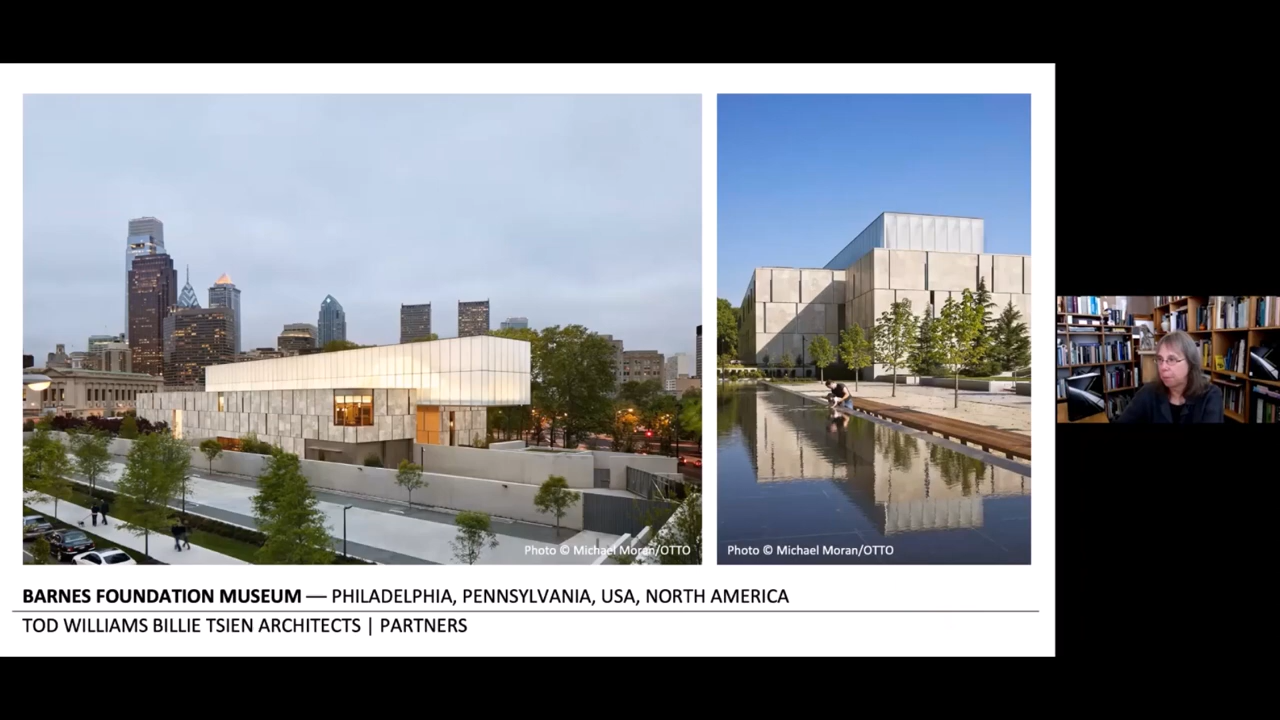 Photo © Michael Moran/OTTO
Photo © Michael Moran/OTTO
BARNES FOUNDATION MUSEUM — PHILADELPHIA, PENNSYLVANIA, USA, NORTH AMERICA
TOD WILLIAMS BILLIE TSIEN ARCHITECTS | PARTNERS